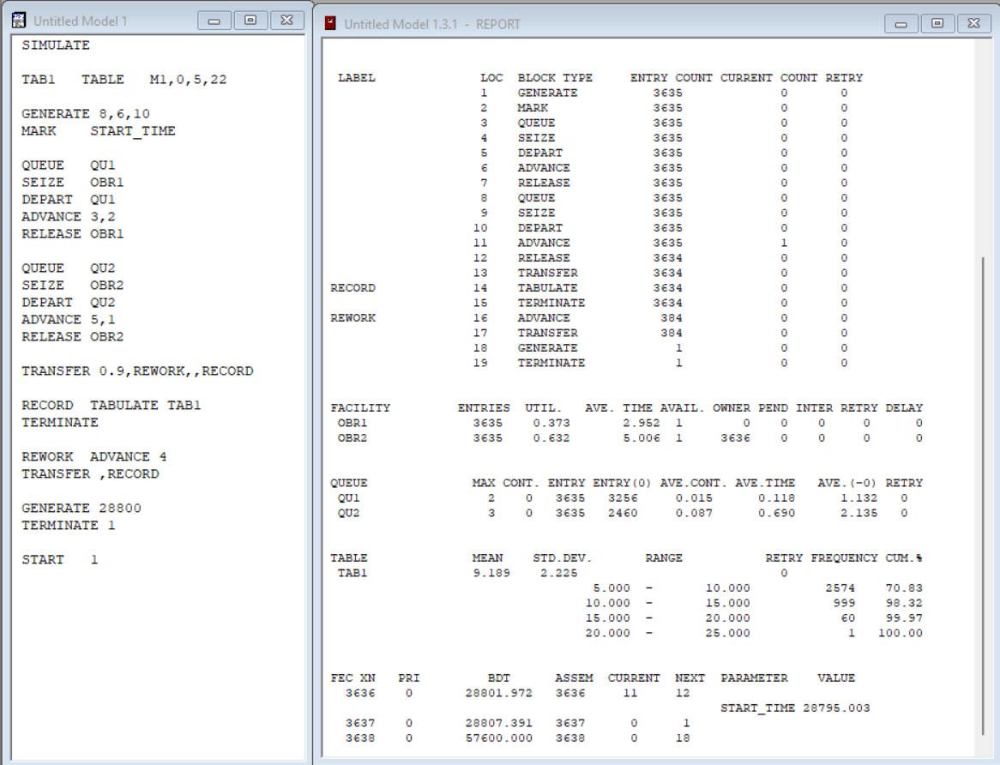 Untitled Model 1
SIMULATE
TAB1 TABLE M1,0,5,22
GENERATE 8,6,10
MARK START_TIME
QUEUE QU1
SEIZE OBR1
DEPART QU1
ADVANCE 3,2
RELEASE OBR1
QUEUE QU2
SEIZE OBR2
DEPART QU2
ADVANCE 5,1
RELEASE OBR2
TRANSFER 0.9,REWORK,,RECORD
RECORD TABULATE TAB1
TERMINATE
REWORK ADVANCE 4
TRANSFER ,RECORD
GENERATE 28800
TERMINATE 1
START 1
Untitled Model 1.3.1 - REPORT
LABEL LOC BLOCK TYPE ENTRY COUNT CURRENT COUNT RETRY
1 GENERATE 3635 0 0
2 MARK 3635 0 0
3 QUEUE 3635 0 0
4 SEIZE 3635 0 0
5 DEPART 3635 0 0
6 ADVANCE 3635 0 0
7 RELEASE 3635 0 0
8 QUEUE 3635 0 0
9 SEIZE 3635 0 0
10 DEPART 3635 0 0
11 ADVANCE 3635 1 0
12 RELEASE 3634 0 0
13 TRANSFER 3634 0 0
RECORD 14 TABULATE 3634 0 0
15 TERMINATE 3634 0 0
REWORK 16 ADVANCE 384 0 0
17 TRANSFER 384 0 0
18 GENERATE 1 0 0
19 TERMINATE 1 0 0
FACILITY ENTRIES UTIL. AVE. TIME AVAIL. OWNER PEND INTER RETRY DELAY
OBR1 3635 0.373 2.952 1 0 0 0 0 0
OBR2 3635 0.632 5.006 1 3636 0 0 0 0
QUEUE MAX CONT. ENTRY ENTRY(0) AVE.CONT. AVE.TIME AVE.(-0) RETRY
QU1 2 0 3635 3256 0.015 0.118 1.132 0
QU2 3 0 3635 2460 0.087 0.690 2.135 0
TABLE MEAN STD.DEV. RANGE RETRY FREQUENCY CUM.%
TAB1 9.189 2.225 0
5.000 - 10.000 2574 70.83
10.000 - 15.000 999 98.32
15.000 - 20.000 60 99.97
20.000 - 25.000 1 100.00
FEC XN PRI BDT ASSEM CURRENT NEXT PARAMETER VALUE
3636 0 28801.972 3636 11 12
START_TIME 28795.003
3637 0 28807.391 3637 0 1
3638 0 57600.000 3638 0 18